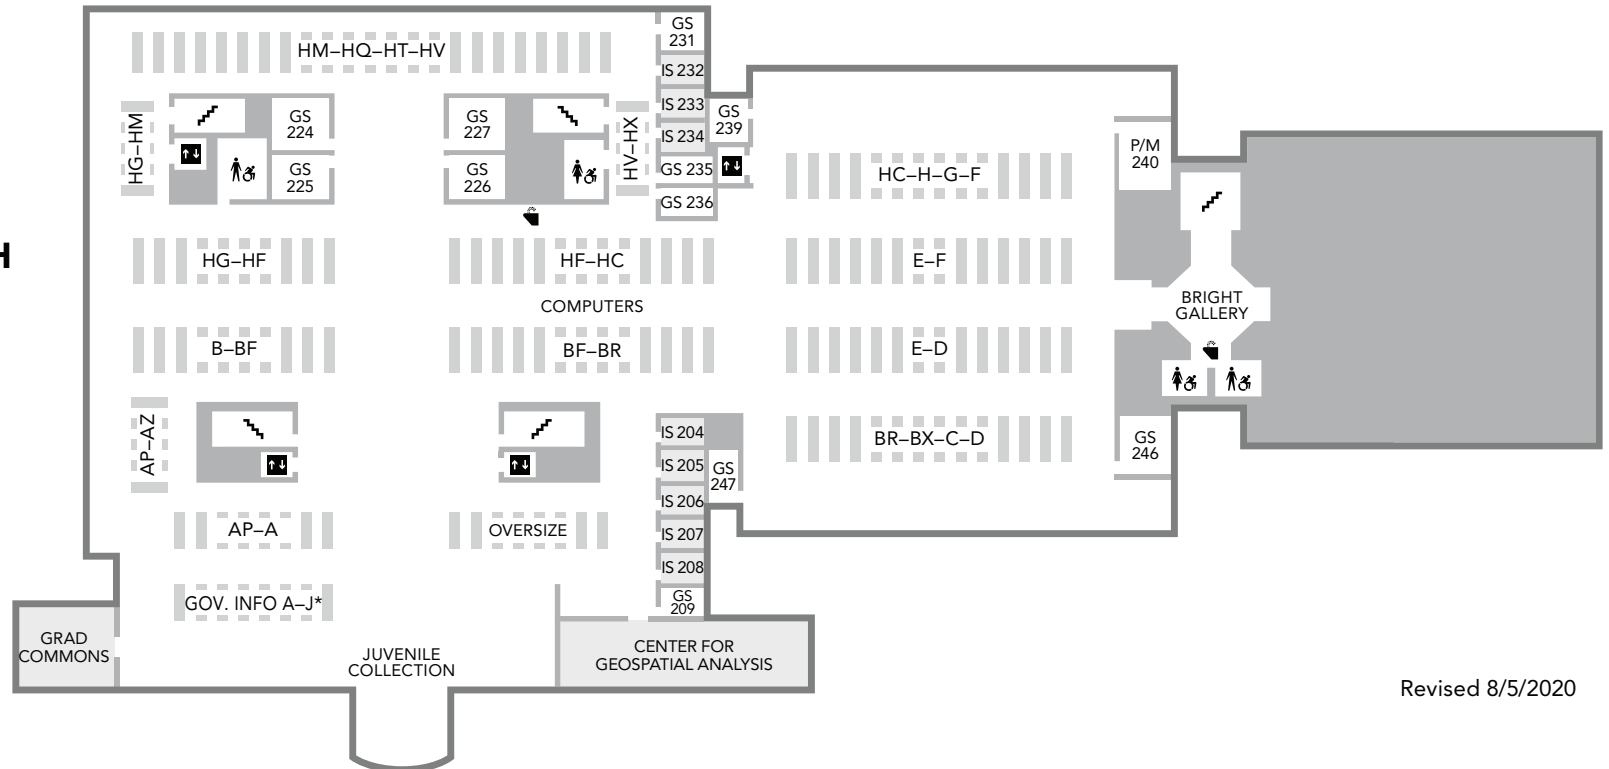 GS
231
HM–HQ–HT–HV
IS 232
IS 233
GS
239
HG–HM
GS
224
GS
227
HV–HX
IS 234
P/M
240
GS
225
GS
226
GS 235
HC–H–G–F
GS 236
H
HG–HF
HF–HC
E–F
COMPUTERS
BRIGHT
GALLERY
B–BF
BF–BR
E–D
AP–AZ
IS 204
BR–BX–C–D
GS
246
IS 205
GS
247
IS 206
AP–A
OVERSIZE
IS 207
IS 208
GOV. INFO A–J*
GS
209
GRAD
COMMONS
JUVENILE
COLLECTION
CENTER FOR
GEOSPATIAL ANALYSIS
Revised 8/5/2020